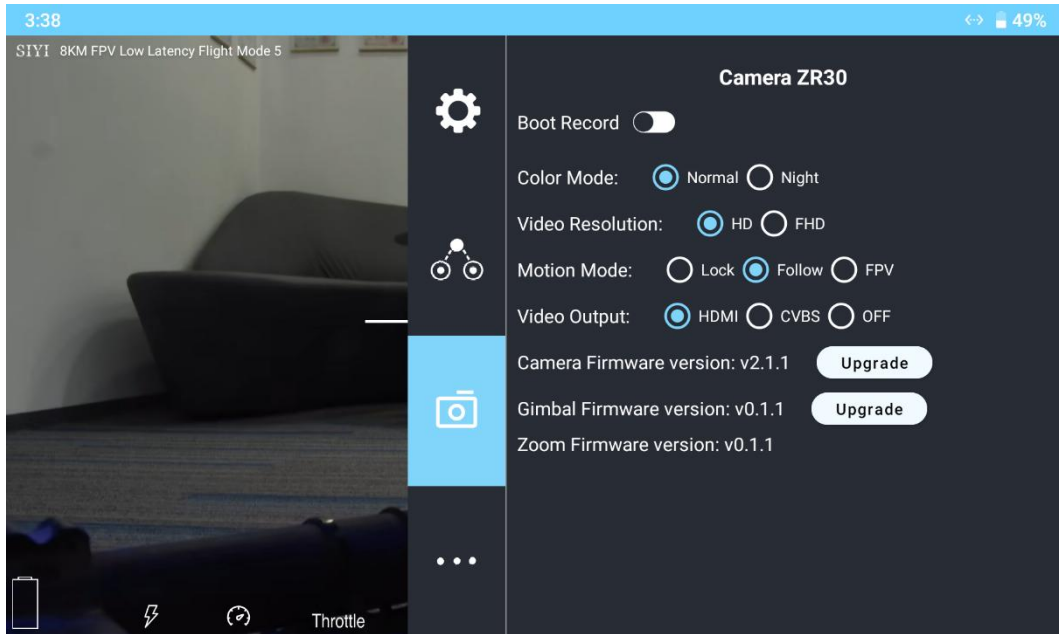 3:38
49%
SIYI 8KM FPV Low Latency Flight Mode 5
Throttle
Camera ZR30
Boot Record
Color Mode: Normal Night
Video Resolution: HD FHD
Motion Mode: Lock Follow FPV
Video Output: HDMI CVBS OFF
Camera Firmware version: v2.1.1 Upgrade
Gimbal Firmware version: v0.1.1 Upgrade
Zoom Firmware version: v0.1.1